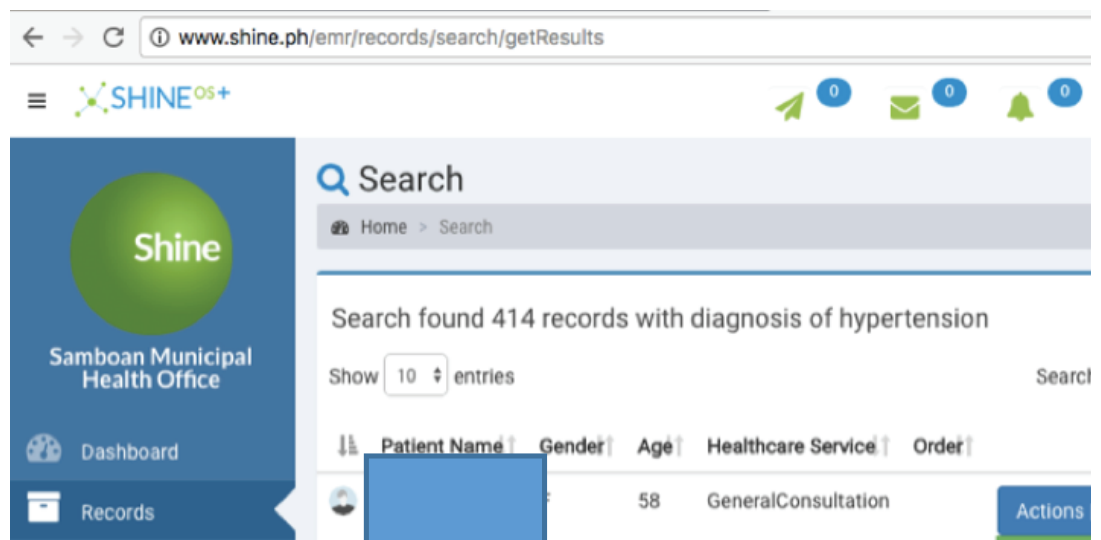 www.shine.ph/emr/records/search/getResults
SHINEOS+
0
0
0
Shine
Samboan Municipal
Health Office
Dashboard
Records
Search
Home > Search
Search found 414 records with diagnosis of hypertension
Show 10 entries
Search
Patient Name Gender Age Healthcare Service Order
58 GeneralConsultation Actions